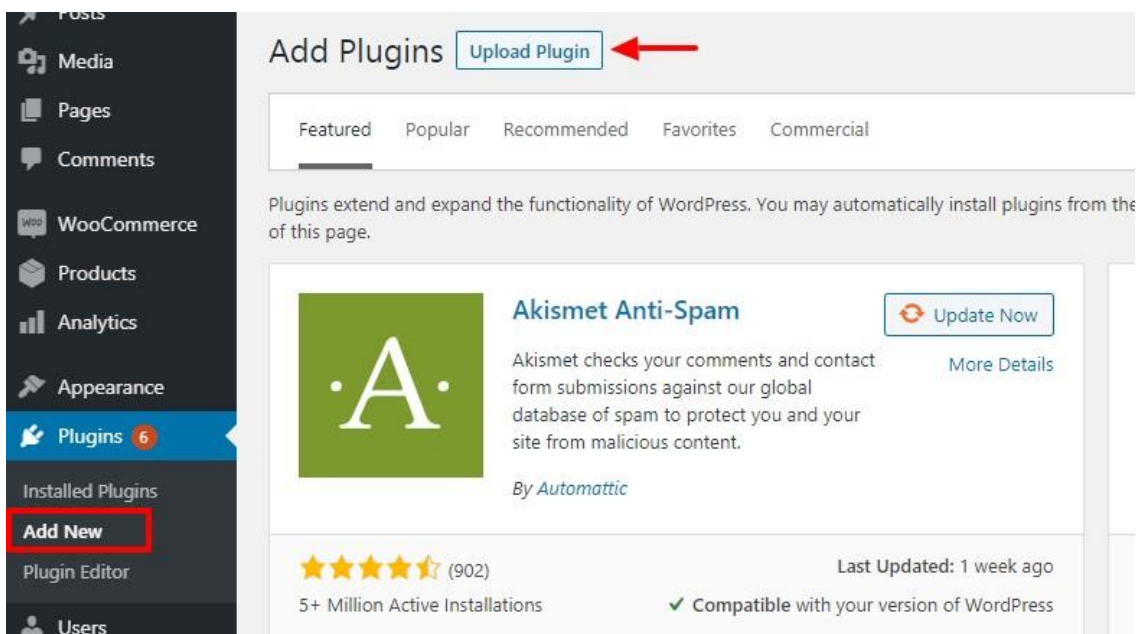 Posts
Media
Pages
Comments
WooCommerce
Products
Analytics
Appearance
Plugins 6
Installed Plugins
Add New
Plugin Editor
Users
Add Plugins Upload Plugin
Featured Popular Recommended Favorites Commercial
Plugins extend and expand the functionality of WordPress. You may automatically install plugins from the
of this page.
·A·
Akismet Anti-Spam
Update Now
More Details
Akismet checks your comments and contact
form submissions against our global
database of spam to protect you and your
site from malicious content.
By Automattic
(902)
5+ Million Active Installations
Last Updated: 1 week ago
✓ Compatible with your version of WordPress